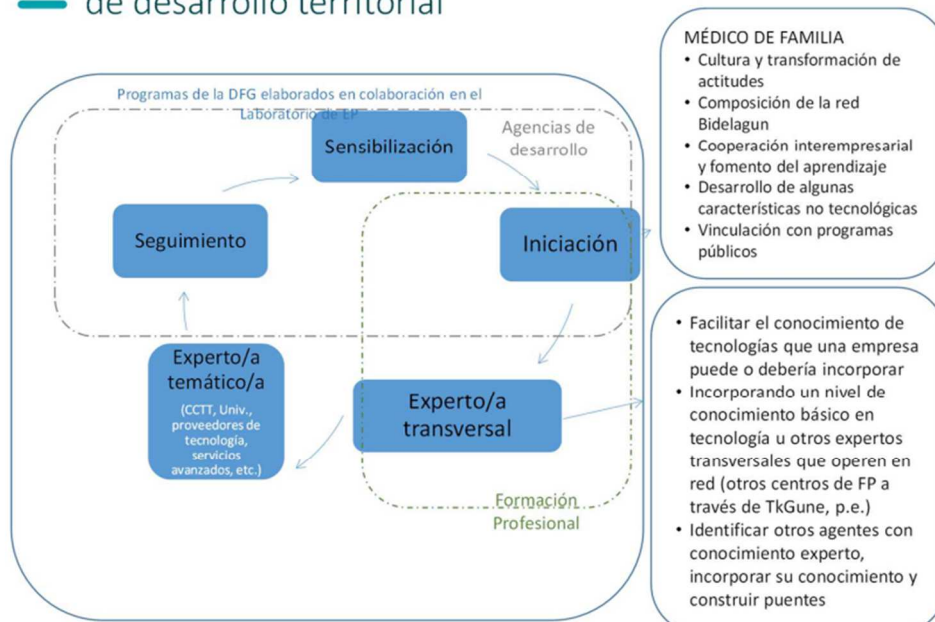 de desarrollo territorial
Programas de la DFG elaborados en colaboración en el
Laboratorio de EP
Agencias de
desarrollo
Sensibilización
Seguimiento
Iniciación
Experto/a
temático/a
(CCTT, Univ.,
proveedores de
tecnología,
servicios
avanzados, etc.)
Experto/a
transversal
Formación
Profesional
MÉDICO DE FAMILIA
• Cultura y transformación de
actitudes
• Composición de la red
Bidelagun
• Cooperación interempresarial
y fomento del aprendizaje
• Desarrollo de algunas
características no tecnológicas
• Vinculación con programas
públicos
• Facilitar el conocimiento de
tecnologías que una empresa
puede o debería incorporar
• Incorporando un nivel de
conocimiento básico en
tecnología u otros expertos
transversales que operen en
red (otros centros de FP a
través de TkGune, p.e.)
• Identificar otros agentes con
conocimiento experto,
incorporar su conocimiento y
construir puentes